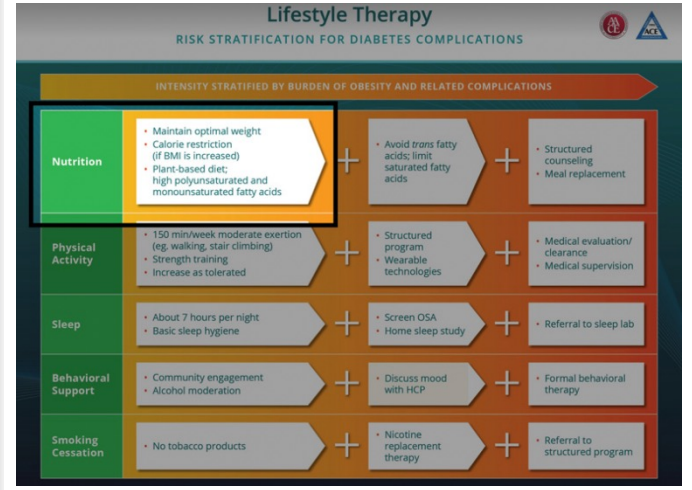 Lifestyle Therapy
RISK STRATIFICATION FOR DIABETES COMPLICATIONS
AACE
ACE
INTENSITY STRATIFIED BY BURDEN OF OBESITY AND RELATED COMPLICATIONS
Nutrition
• Maintain optimal weight
• Calorie restriction
(if BMI is increased)
• Plant-based diet;
high polyunsaturated and
monounsaturated fatty acids
+
• Avoid trans fatty
acids; limit
saturated fatty
acids
+
• Structured
counseling
• Meal replacement
Physical
Activity
• 150 min/week moderate exertion
(eg. walking, stair climbing)
• Strength training
• Increase as tolerated
+
• Structured
program
• Wearable
technologies
+
• Medical evaluation/
clearance
• Medical supervision
Sleep
• About 7 hours per night
• Basic sleep hygiene
+
• Screen OSA
• Home sleep study
+
• Referral to sleep lab
Behavioral
Support
• Community engagement
• Alcohol moderation
+
• Discuss mood
with HCP
+
• Formal behavioral
therapy
Smoking
Cessation
• No tobacco products
+
• Nicotine
replacement
therapy
+
• Referral to
structured program